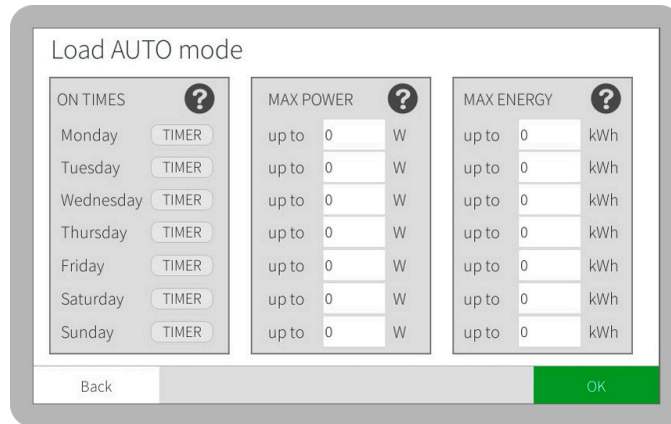 Load AUTO mode
ON TIMES ?
Monday TIMER
Tuesday TIMER
Wednesday TIMER
Thursday TIMER
Friday TIMER
Saturday TIMER
Sunday TIMER
MAX POWER ?
up to 0 W
up to 0 W
up to 0 W
up to 0 W
up to 0 W
up to 0 W
up to 0 W
MAX ENERGY ?
up to 0 kWh
up to 0 kWh
up to 0 kWh
up to 0 kWh
up to 0 kWh
up to 0 kWh
up to 0 kWh
Back OK